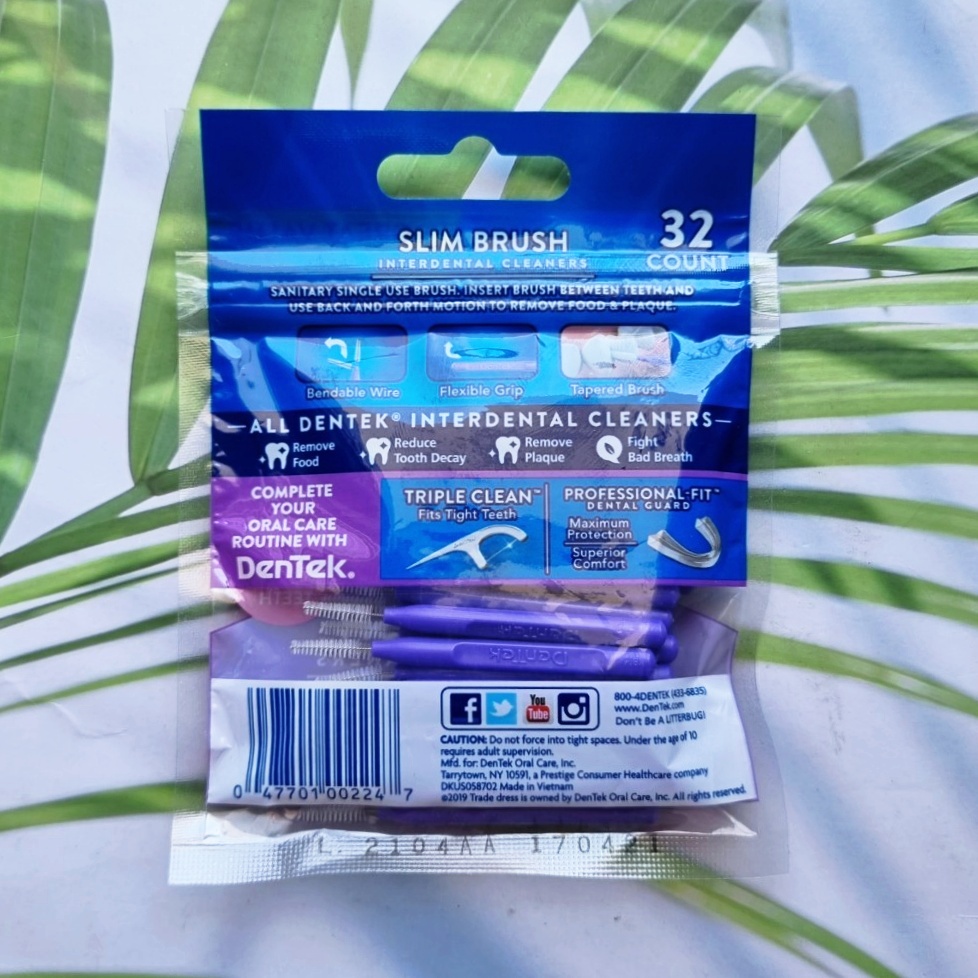 SLIM BRUSH
INTERDENTAL CLEANERS
32
COUNT
SANITARY SINGLE USE BRUSH. INSERT BRUSH BETWEEN TEETH AND
USE BACK AND FORTH MOTION TO REMOVE FOOD & PLAQUE.
Bendable Wire
Flexible Grip
Tapered Brush
—ALL DENTEK® INTERDENTAL CLEANERS—
Remove
Food
Reduce
Tooth Decay
Remove
Plaque
Fight
Bad Breath
COMPLETE
YOUR
ORAL CARE
ROUTINE WITH
DenTek®
TRIPLE CLEAN™
Fits Tight Teeth
PROFESSIONAL-FIT™
DENTAL GUARD
Maximum
Protection
Superior
Comfort
DenTek
0 47701 00224 7
You
Tube
800-4DENTEK (433-6835)
www.DenTek.com
Don't Be A LITTERBUG!
CAUTION: Do not force into tight spaces. Under the age of 10
requires adult supervision.
Mfd. for: DenTek Oral Care, Inc.
Tarrytown, NY 10591, a Prestige Consumer Healthcare company
DKUS058702 Made in Vietnam
©2019 Trade dress is owned by DenTek Oral Care, Inc. All rights reserved.
L. 2104AA 170421